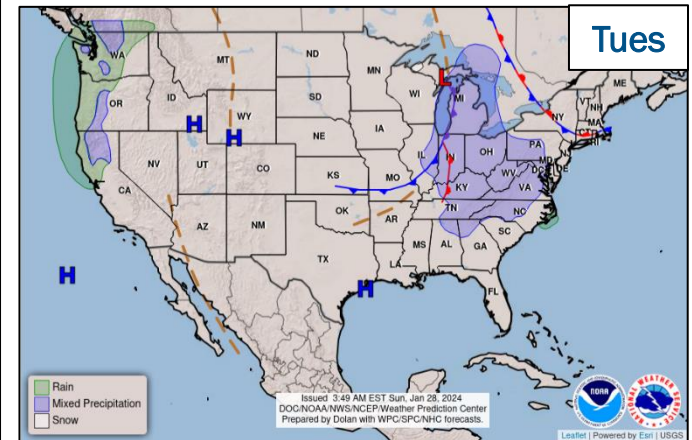 Tues
WA
MT
ND
MN
ME
OR
ID
WY
SD
WI
MI
VT
NH
NY
MA
CT
RI
NE
IA
PA
NV
UT
CO
IL
IN
OH
MD
DE
DC
CA
KS
MO
KY
WV
VA
AZ
NM
OK
AR
TN
NC
TX
LA
MS
AL
GA
SC
FL
L
H
H
H
H
Rain
Mixed Precipitation
Snow
Issued 3:49 AM EST Sun, Jan 28, 2024
DOC/NOAA/NWS/NCEP/Weather Prediction Center
Prepared by Dolan with WPC/SPC/NHC forecasts.
NOAA
Leaflet | Powered by Esri | USGS